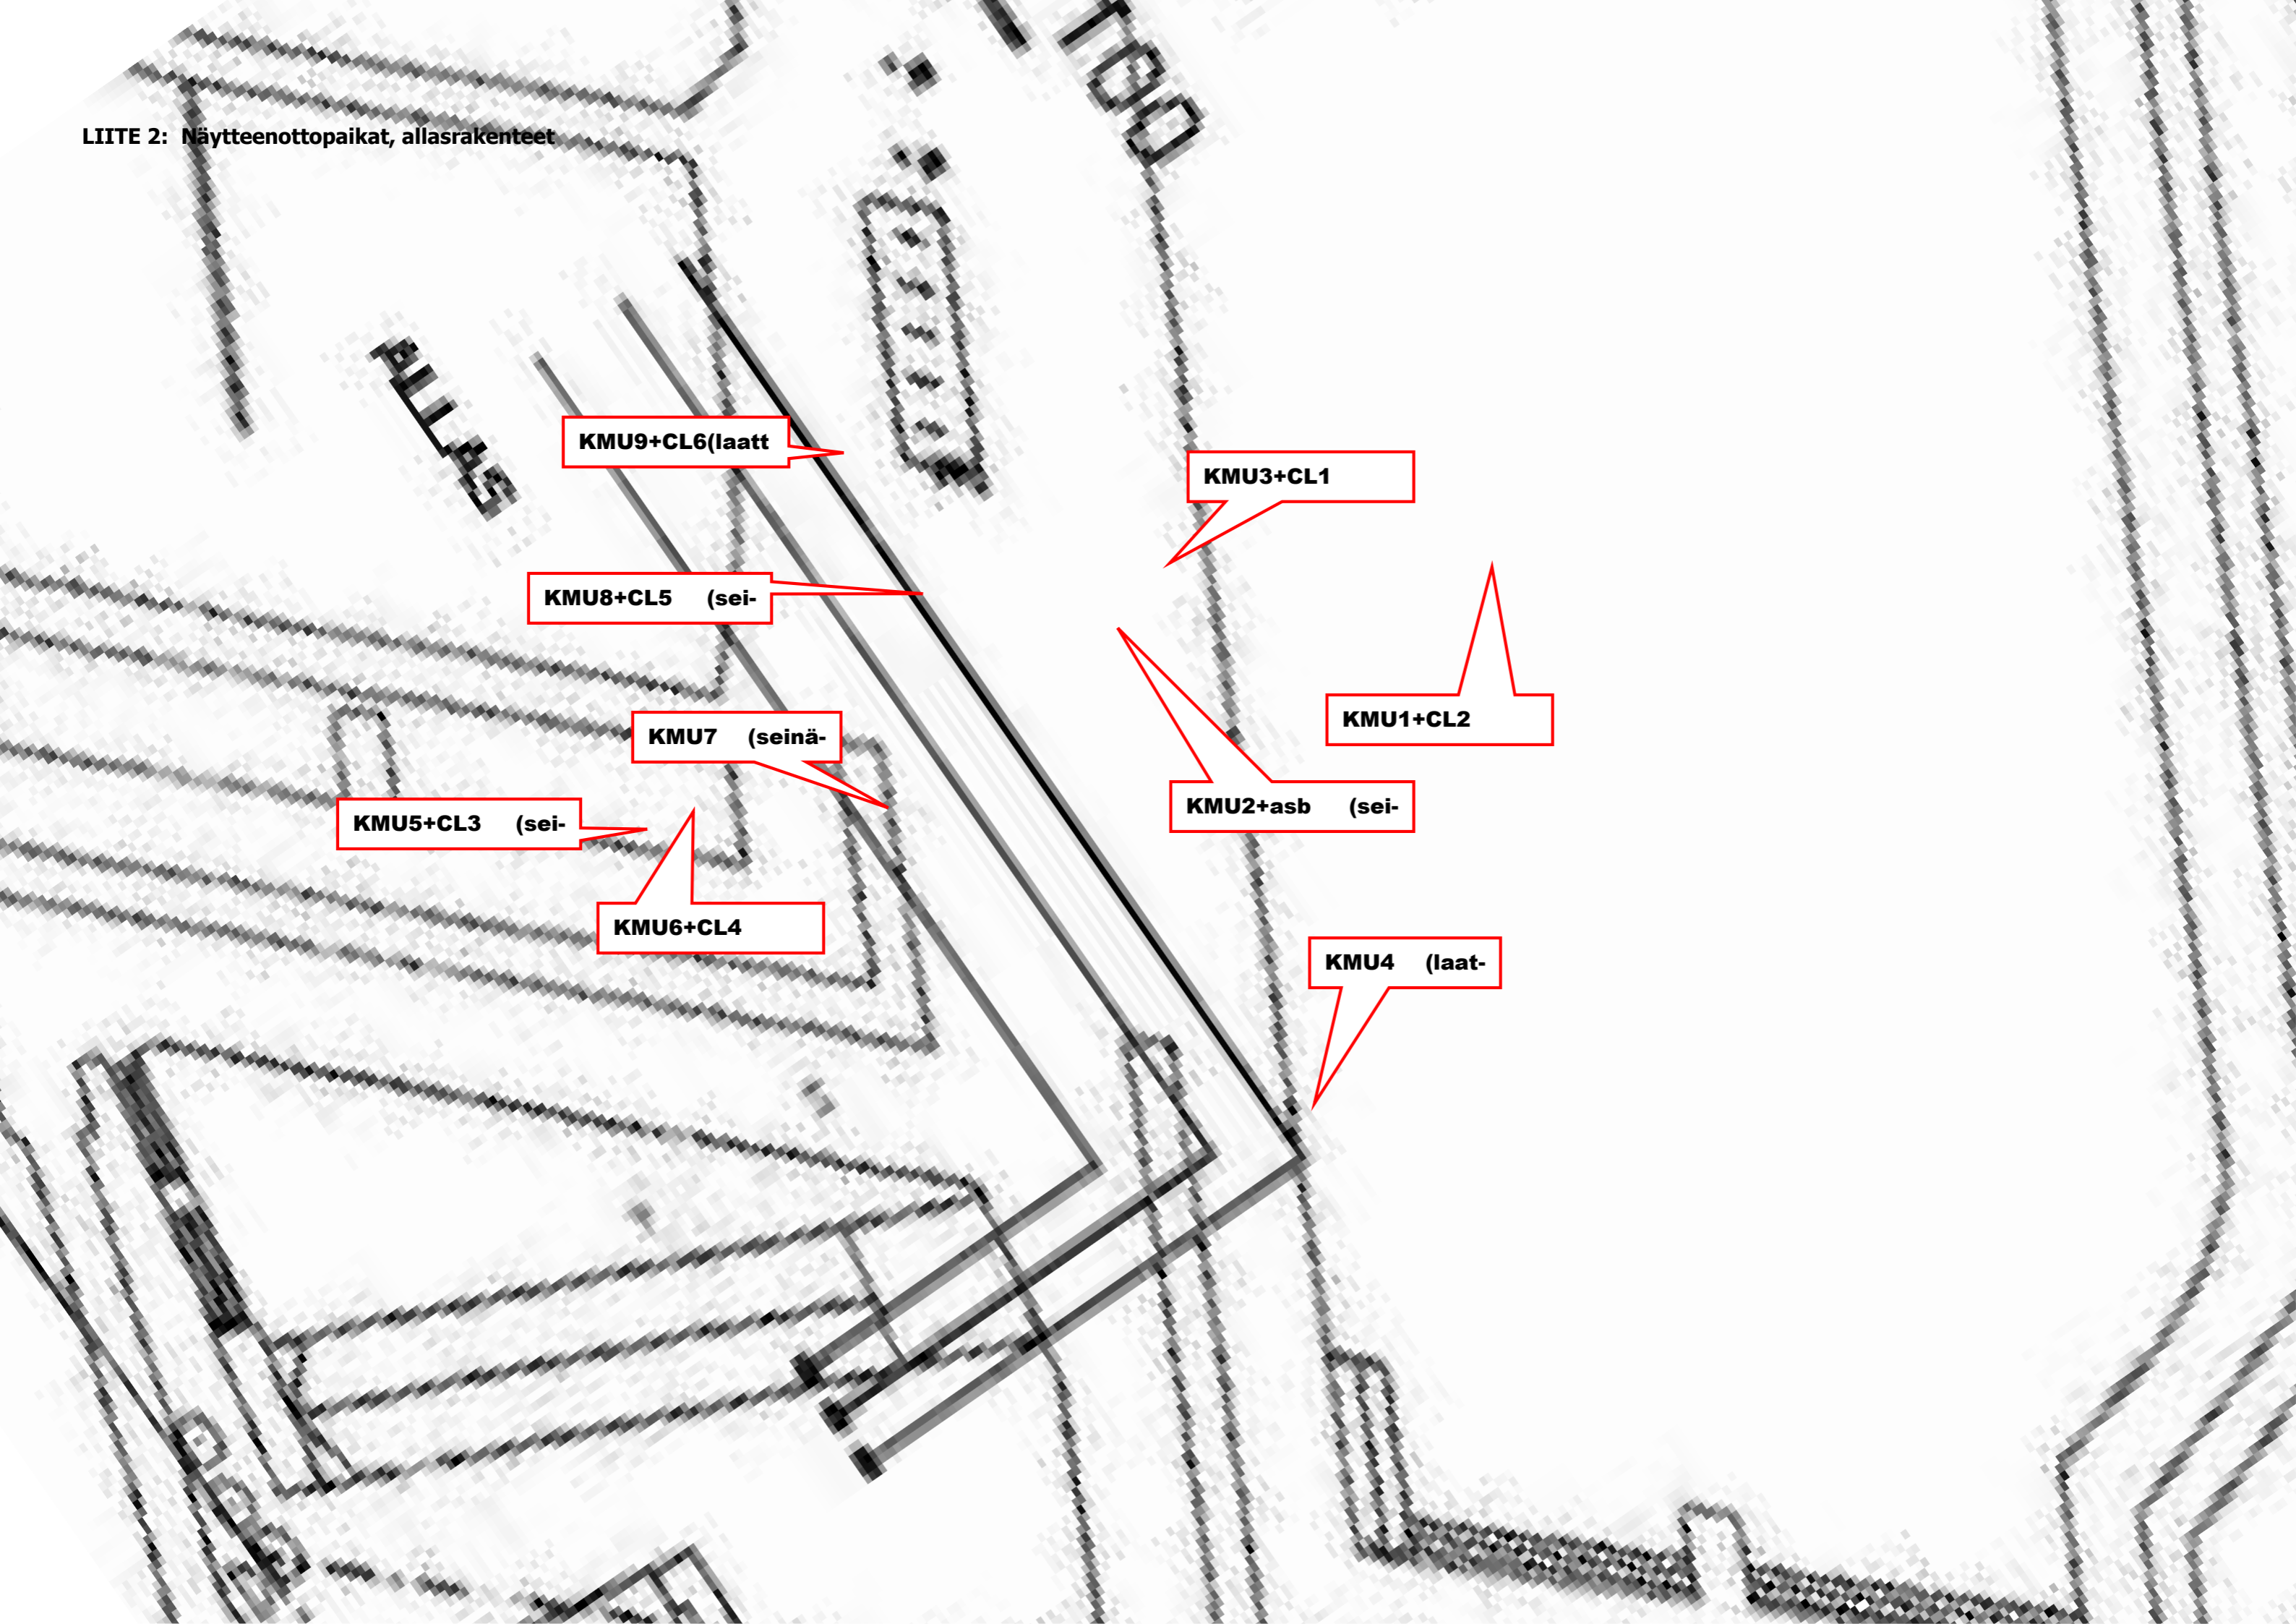 LIITE 2:  Näytteenottopaikat, allasrakenteet
ALLAS
KMU9+CL6(laatt
KMU3+CL1
KMU8+CL5 (sei-
KMU1+CL2
KMU7 (seinä-
KMU2+asb (sei-
KMU5+CL3 (sei-
KMU6+CL4
KMU4 (laat-